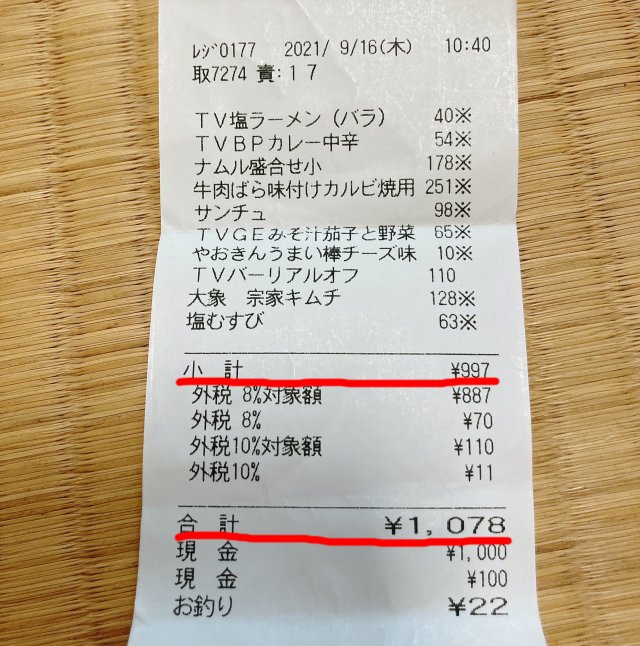 ﾚｼﾞ0177 2021/ 9/16(木) 10:40
取7274 責:17
TV塩ラーメン(バラ) 40※
TVBPカレー中辛 54※
ナムル盛合せ小 178※
牛肉ばら味付けカルビ焼用 251※
サンチュ 98※
TVGEみそ汁茄子と野菜 65※
やおきんうまい棒チーズ味 10※
TVバーリアルオフ 110
大象 宗家キムチ 128※
塩むすび 63※
小 計 ¥997
外税 8%対象額 ¥887
外税 8% ¥70
外税10%対象額 ¥110
外税10% ¥11
合 計 ¥1,078
現 金 ¥1,000
現 金 ¥100
お釣り ¥22